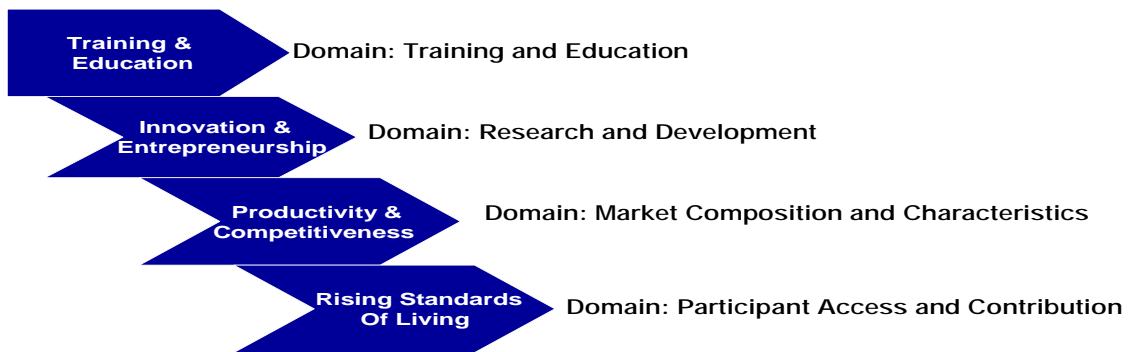 Training &
Education
Domain: Training and Education
Innovation &
Entrepreneurship
Domain: Research and Development
Productivity &
Competitiveness
Domain: Market Composition and Characteristics
Rising Standards
Of Living
Domain: Participant Access and Contribution